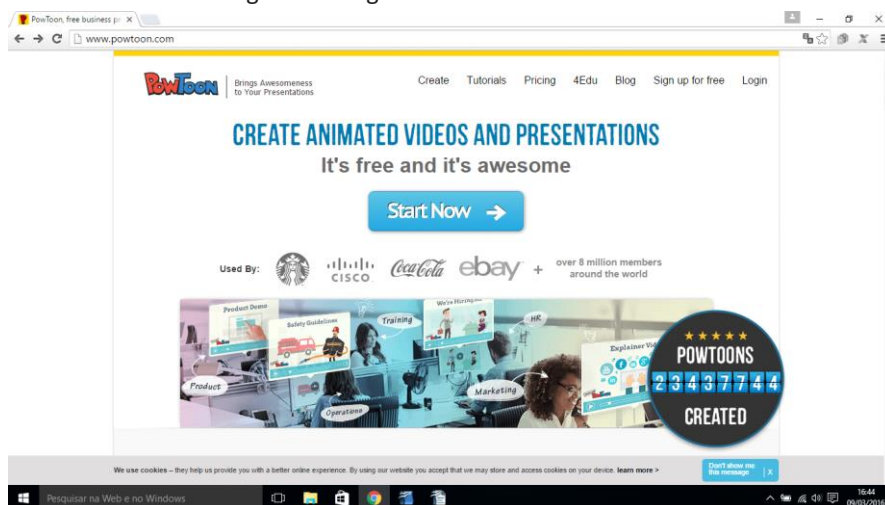 PowToon, free business pr
www.powtoon.com
PowToon
Brings Awesomeness
to Your Presentations
Create Tutorials Pricing 4Edu Blog Sign up for free Login
CREATE ANIMATED VIDEOS AND PRESENTATIONS
It's free and it's awesome
Start Now
Used By:
CISCO
Coca-Cola
ebay
+
over 8 million members
around the world
Product Demo
Safety Guidelines
Training
We're Hiring
HR
Explainer
Product
Operations
Marketing
POWTOONS
23437744
CREATED
We use cookies – they help us provide you with a better online experience. By using our website you accept that we may store and access cookies on your device. learn more >
Don't show me
this message
X
Pesquisar na Web e no Windows
16:44
09/03/2016